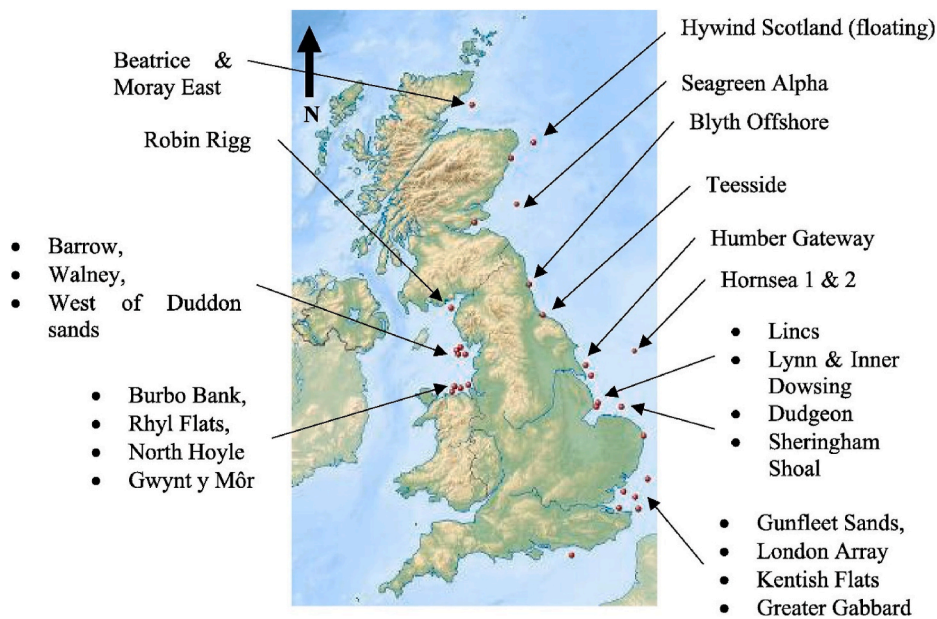 Beatrice &
Moray East
Robin Rigg
• Barrow,
• Walney,
• West of Duddon
sands
• Burbo Bank,
• Rhyl Flats,
• North Hoyle
• Gwynt y Môr
N
Hywind Scotland (floating)
Seagreen Alpha
Blyth Offshore
Teesside
Humber Gateway
Hornsea 1 & 2
• Lincs
• Lynn & Inner
Dowsing
• Dudgeon
• Sheringham
Shoal
• Gunfleet Sands,
• London Array
• Kentish Flats
• Greater Gabbard